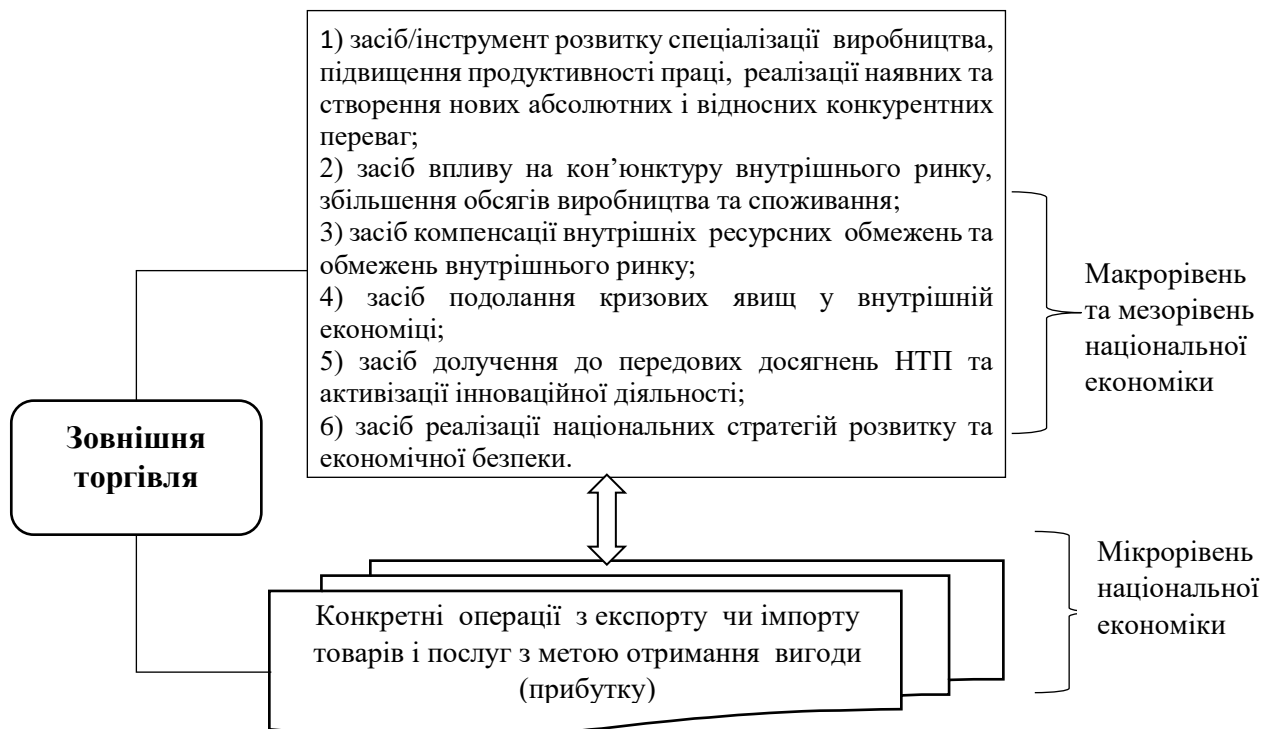 1) засіб/інструмент розвитку спеціалізації виробництва,
підвищення продуктивності праці, реалізації наявних та
створення нових абсолютних і відносних конкурентних
переваг;
2) засіб впливу на кон’юнктуру внутрішнього ринку,
збільшення обсягів виробництва та споживання;
3) засіб компенсації внутрішніх ресурсних обмежень та
обмежень внутрішнього ринку;
4) засіб подолання кризових явищ у внутрішній
економіці;
5) засіб долучення до передових досягнень НТП та
активізації інноваційної діяльності;
6) засіб реалізації національних стратегій розвитку та
економічної безпеки.
Макрорівень
та мезорівень
національної
економіки
Зовнішня
торгівля
Мікрорівень
національної
економіки
Конкретні операції з експорту чи імпорту
товарів і послуг з метою отримання вигоди
(прибутку)